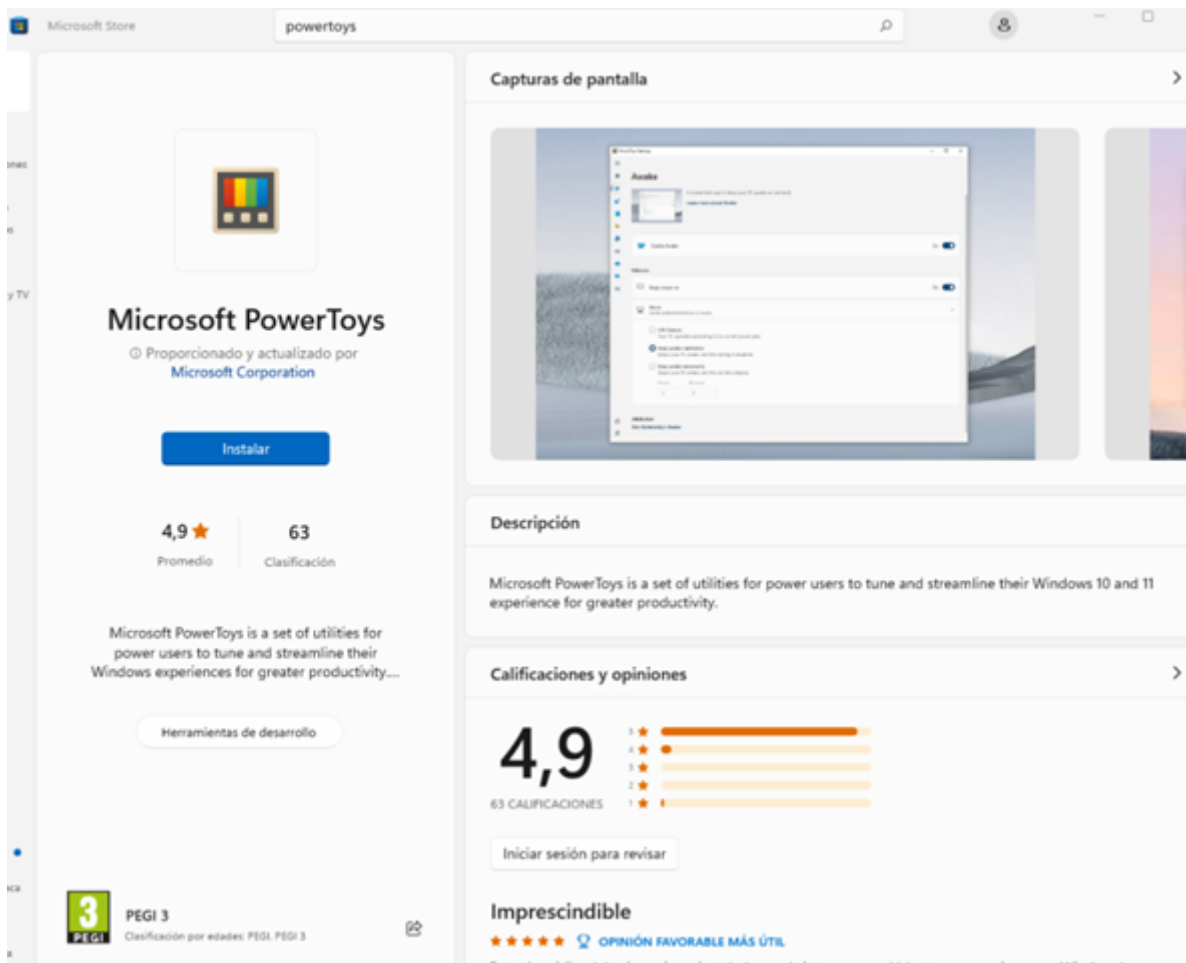 Microsoft Store
powertoys
ones
y TV
Microsoft PowerToys
Proporcionado y actualizado por
Microsoft Corporation
Instalar
4,9
63
Promedio
Clasificación
Microsoft PowerToys is a set of utilities for
power users to tune and streamline their
Windows experiences for greater productivity....
Herramientas de desarrollo
3
PEGI
PEGI 3
Clasificación por edades: PEGI. PEGI 3
Capturas de pantalla
Awake
Descripción
Microsoft PowerToys is a set of utilities for power users to tune and streamline their Windows 10 and 11
experience for greater productivity.
Calificaciones y opiniones
4,9
63 CALIFICACIONES
5
4
3
2
1
Iniciar sesión para revisar
Imprescindible
OPINIÓN FAVORABLE MÁS ÚTIL